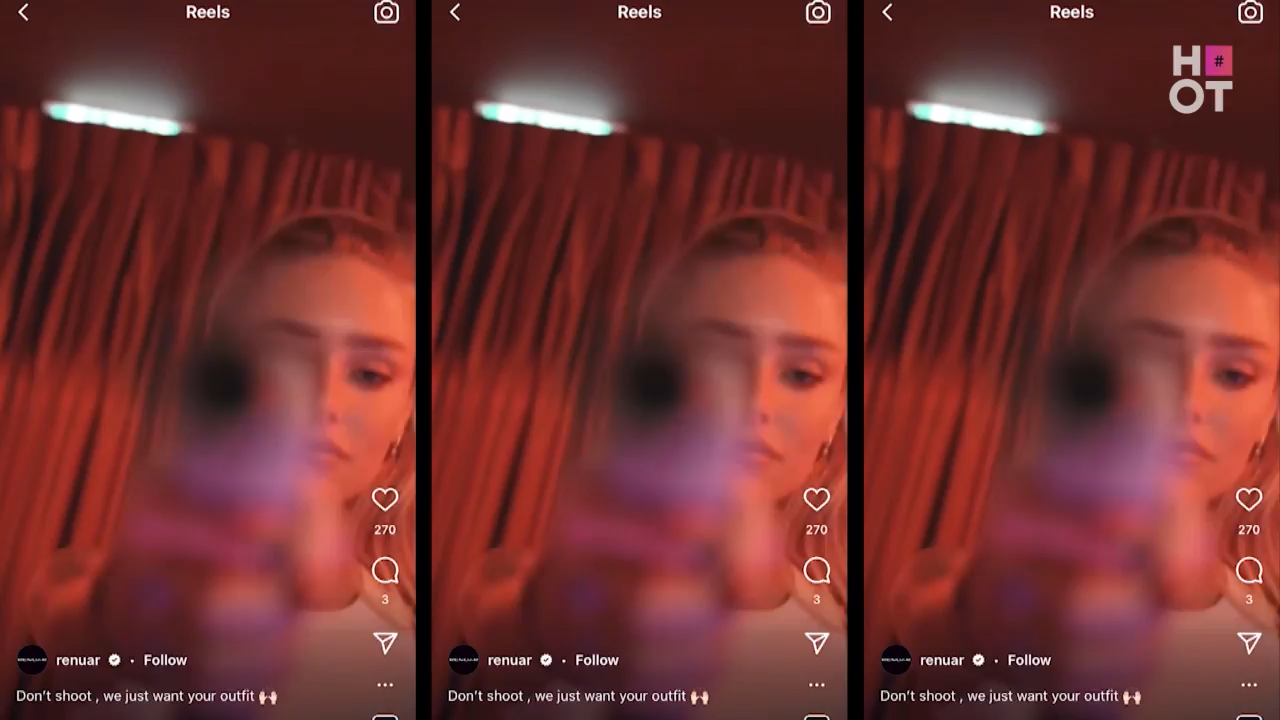 Reels
270
3
renuar · Follow
Don't shoot , we just want your outfit 🙌🏻
Reels
270
3
renuar · Follow
Don't shoot , we just want your outfit 🙌🏻
Reels
H#
OT
270
3
renuar · Follow
Don't shoot , we just want your outfit 🙌🏻